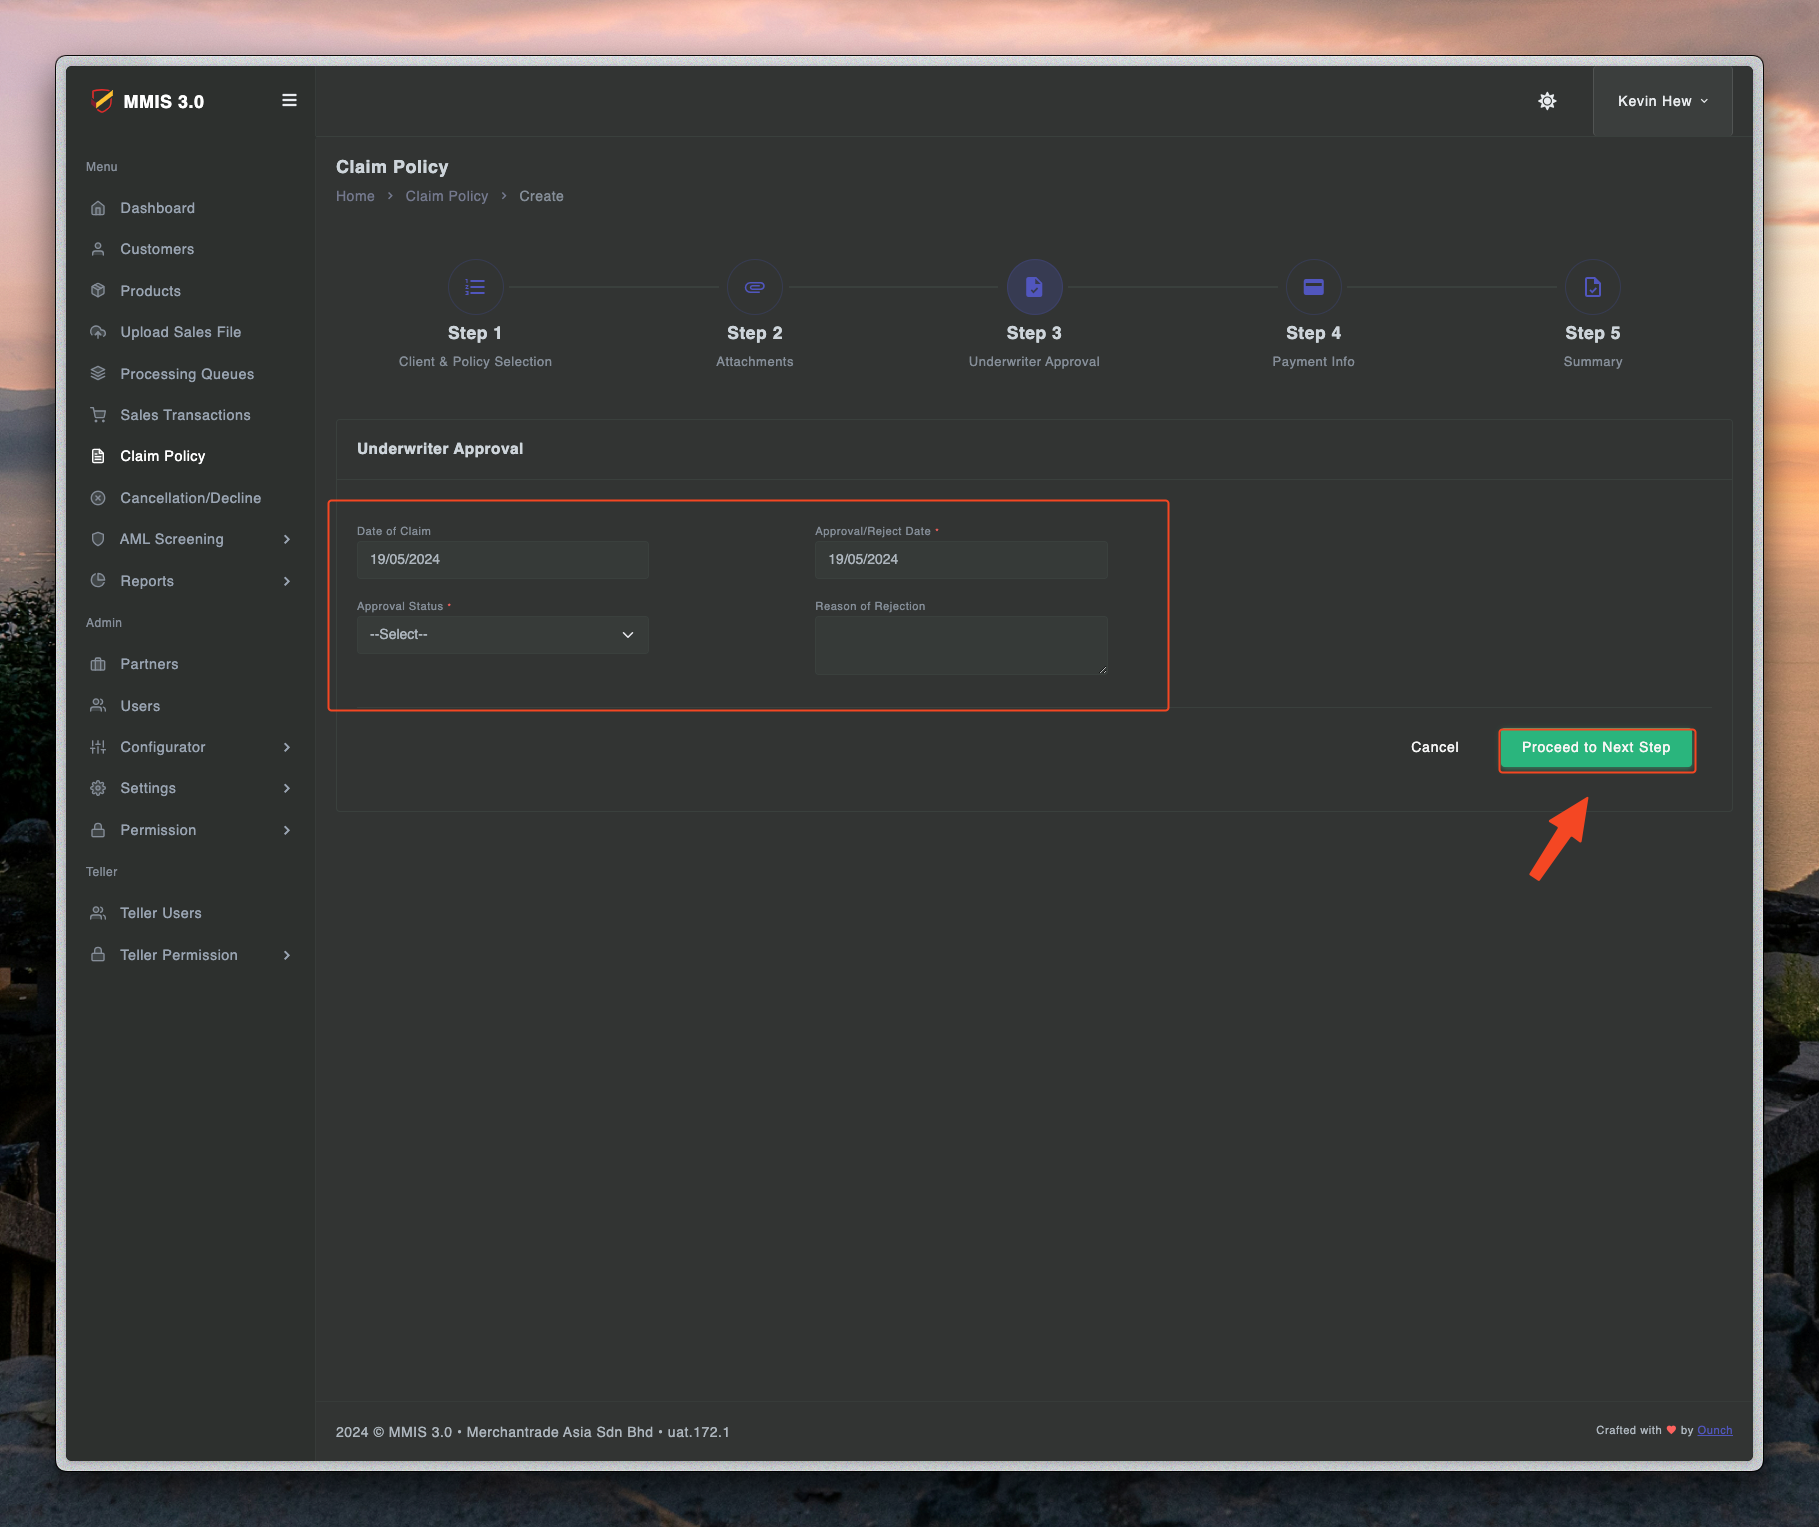 MMIS 3.0
Kevin Hew
Menu
Dashboard
Customers
Products
Upload Sales File
Processing Queues
Sales Transactions
Claim Policy
Cancellation/Decline
AML Screening
Reports
Admin
Partners
Users
Configurator
Settings
Permission
Teller
Teller Users
Teller Permission
Claim Policy
Home > Claim Policy > Create
Step 1
Client & Policy Selection
Step 2
Attachments
Step 3
Underwriter Approval
Step 4
Payment Info
Step 5
Summary
Underwriter Approval
Date of Claim
19/05/2024
Approval/Reject Date *
19/05/2024
Approval Status *
--Select--
Reason of Rejection
Cancel
Proceed to Next Step
2024 © MMIS 3.0 • Merchantrade Asia Sdn Bhd • uat.172.1
Crafted with ♥ by Ounch